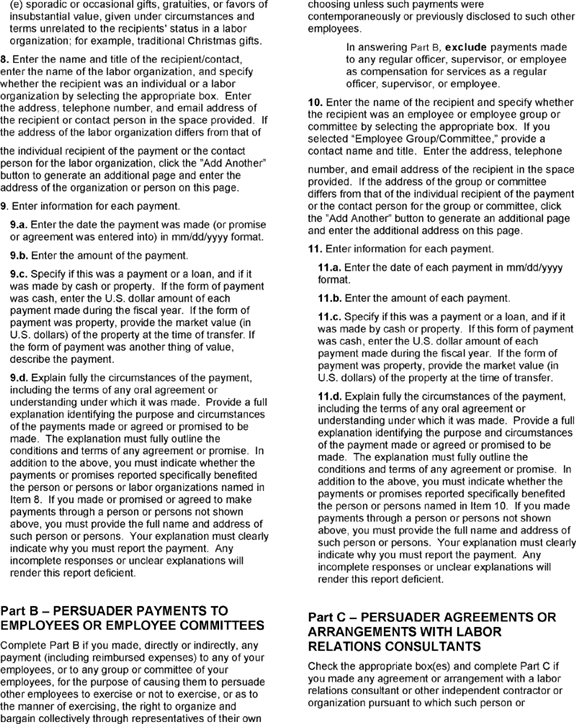 (e) sporadic or occasional gifts, gratuities, or favors of
insubstantial value, given under circumstances and
terms unrelated to the recipients' status in a labor
organization; for example, traditional Christmas gifts.
8. Enter the name and title of the recipient/contact,
enter the name of the labor organization, and specify
whether the recipient was an individual or a labor
organization by selecting the appropriate box. Enter
the address, telephone number, and email address of
the recipient or contact person in the space provided. If
the address of the labor organization differs from that of
the individual recipient of the payment or the contact
person for the labor organization, click the "Add Another"
button to generate an additional page and enter the
address of the organization or person on this page.
9. Enter information for each payment.
9.a. Enter the date the payment was made (or promise
or agreement was entered into) in mm/dd/yyyy format.
9.b. Enter the amount of the payment.
9.c. Specify if this was a payment or a loan, and if it
was made by cash or property. If the form of payment
was cash, enter the U.S. dollar amount of each
payment made during the fiscal year. If the form of
payment was property, provide the market value (in
U.S. dollars) of the property at the time of transfer. If
the form of payment was another thing of value,
describe the payment.
9.d. Explain fully the circumstances of the payment,
including the terms of any oral agreement or
understanding under which it was made. Provide a full
explanation identifying the purpose and circumstances
of the payments made or agreed or promised to be
made. The explanation must fully outline the
conditions and terms of any agreement or promise. In
addition to the above, you must indicate whether the
payments or promises reported specifically benefited
the person or persons or labor organizations named in
Item 8. If you made or promised or agreed to make
payments through a person or persons not shown
above, you must provide the full name and address of
such person or persons. Your explanation must clearly
indicate why you must report the payment. Any
incomplete responses or unclear explanations will
render this report deficient.
Part B – PERSUADER PAYMENTS TO
EMPLOYEES OR EMPLOYEE COMMITTEES
Complete Part B if you made, directly or indirectly, any
payment (including reimbursed expenses) to any of your
employees, or to any group or committee of your
employees, for the purpose of causing them to persuade
other employees to exercise or not to exercise, or as to
the manner of exercising, the right to organize and
bargain collectively through representatives of their own
choosing unless such payments were
contemporaneously or previously disclosed to such other
employees.
In answering Part B, exclude payments made
to any regular officer, supervisor, or employee
as compensation for services as a regular
officer, supervisor, or employee.
10. Enter the name of the recipient and specify whether
the recipient was an employee or employee group or
committee by selecting the appropriate box. If you
selected "Employee Group/Committee," provide a
contact name and title. Enter the address, telephone
number, and email address of the recipient in the space
provided. If the address of the group or committee
differs from that of the individual recipient of the payment
or the contact person for the group or committee, click
the "Add Another" button to generate an additional page
and enter the additional address on this page.
11. Enter information for each payment.
11.a. Enter the date of each payment in mm/dd/yyyy
format.
11.b. Enter the amount of each payment.
11.c. Specify if this was a payment or a loan, and if it
was made by cash or property. If this form of payment
was cash, enter the U.S. dollar amount of each
payment made during the fiscal year. If the form of
payment was property, provide the market value (in
U.S. dollars) of the property at the time of transfer.
11.d. Explain fully the circumstances of the payment,
including the terms of any oral agreement or
understanding under which it was made. Provide a full
explanation identifying the purpose and circumstances
of the payment made or agreed or promised to be
made. The explanation must fully outline the
conditions and terms of any agreement or promise. In
addition to the above, you must indicate whether the
payments or promises reported specifically benefited
the person or persons named in Item 10. If you made
payments through a person or persons not shown
above, you must provide the full name and address of
such person or persons. Your explanation must clearly
indicate why you must report the payment. Any
incomplete responses or unclear explanations will
render this report deficient.
Part C – PERSUADER AGREEMENTS OR
ARRANGEMENTS WITH LABOR
RELATIONS CONSULTANTS
Check the appropriate box(es) and complete Part C if
you made any agreement or arrangement with a labor
relations consultant or other independent contractor or
organization pursuant to which such person or